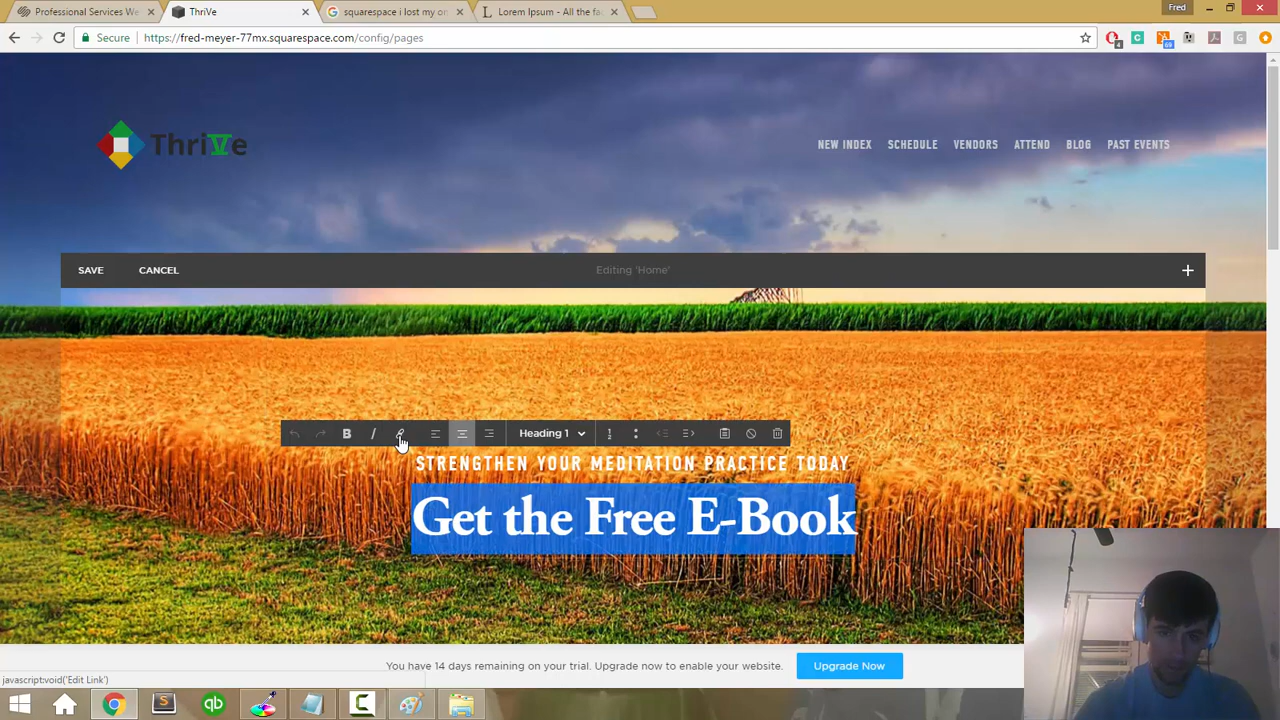 Professional Services We
ThriVe
squarespace i lost my or
Lorem Ipsum - All the fa
Fred
Secure
https://fred-meyer-77mx.squarespace.com/config/pages
ThriVe
NEW INDEX SCHEDULE VENDORS ATTEND BLOG PAST EVENTS
SAVE CANCEL Editing 'Home'
B I Heading 1
STRENGTHEN YOUR MEDITATION PRACTICE TODAY
Get the Free E-Book
You have 14 days remaining on your trial. Upgrade now to enable your website. Upgrade Now
javascript:void('Edit Link')